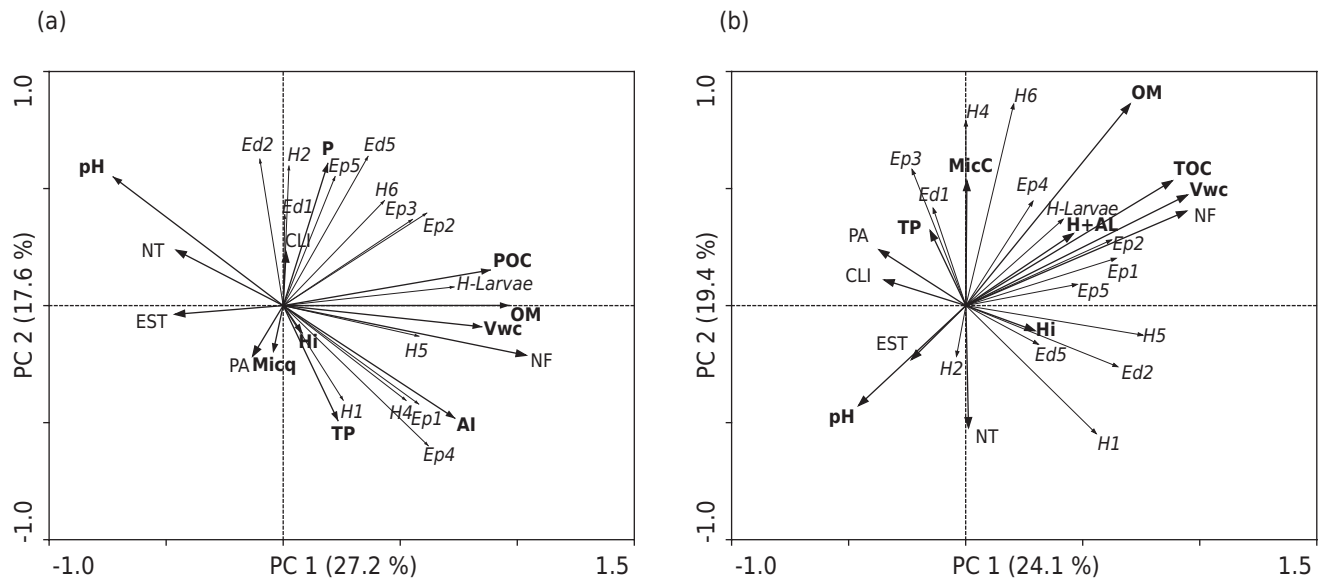 (a)
1.0
Ed2
H2
P
Ed5
pH
Ep5
H6
Ed1
Ep3
Ep2
CLI
NT
POC
H-Larvae
EST
OM
Vwc
Hi
H5
PA
Micq
NF
H1
H4
Ep1
AI
TP
Ep4
PC 2 (17.6 %)
-1.0
-1.0
PC 1 (27.2 %)
1.5
(b)
1.0
H4
H6
OM
Ep3
MicC
TOC
Ed1
Ep4
Vwc
H-Larvae
NF
TP
H+AL
PA
Ep2
CLI
Ep1
Ep5
EST
Hi
H5
H2
Ed5
Ed2
pH
NT
H1
PC 2 (19.4 %)
-1.0
-1.0
PC 1 (24.1 %)
1.5